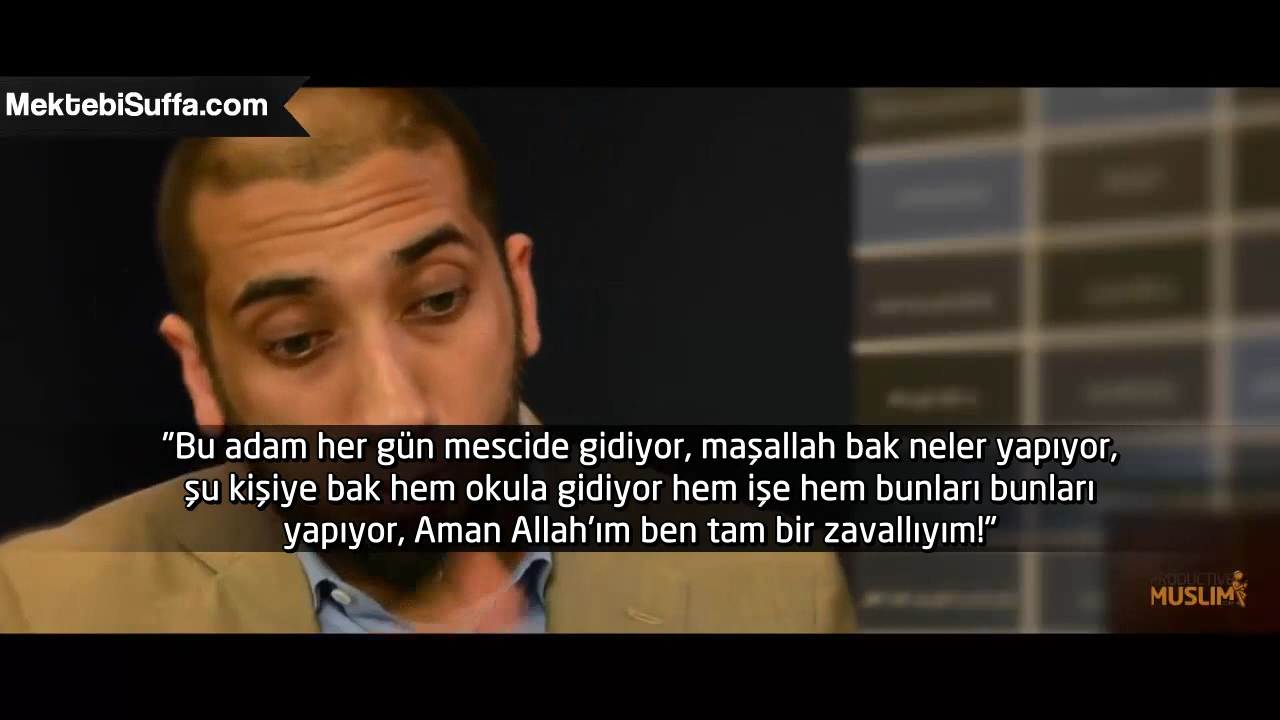 MektebiSuffa.com
"Bu adam her gün mescide gidiyor, maşallah bak neler yapıyor,
şu kişiye bak hem okula gidiyor hem işe hem bunları bunları
yapıyor, Aman Allah'ım ben tam bir zavallıyım!"
PRODUCTIVE
MUSLIM